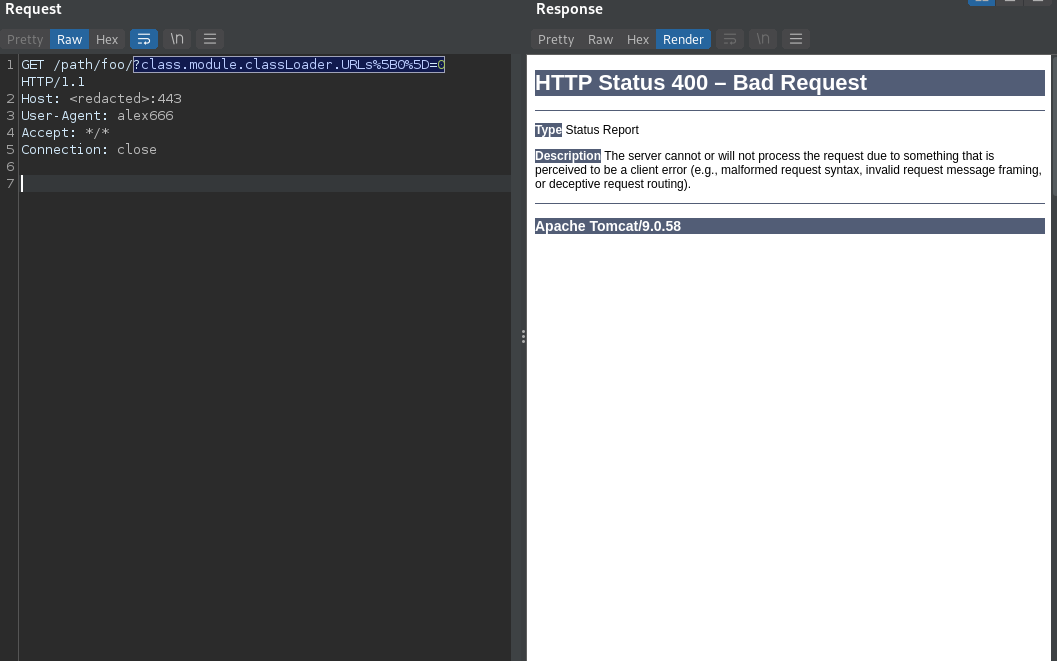 Request
Pretty Raw Hex \n
1 GET /path/foo/?class.module.classLoader.URLs%5B0%5D=0
HTTP/1.1
2 Host: <redacted>:443
3 User-Agent: alex666
4 Accept: */*
5 Connection: close
6
7
Response
Pretty Raw Hex Render \n
HTTP Status 400 – Bad Request
Type Status Report
Description The server cannot or will not process the request due to something that is
perceived to be a client error (e.g., malformed request syntax, invalid request message framing,
or deceptive request routing).
Apache Tomcat/9.0.58